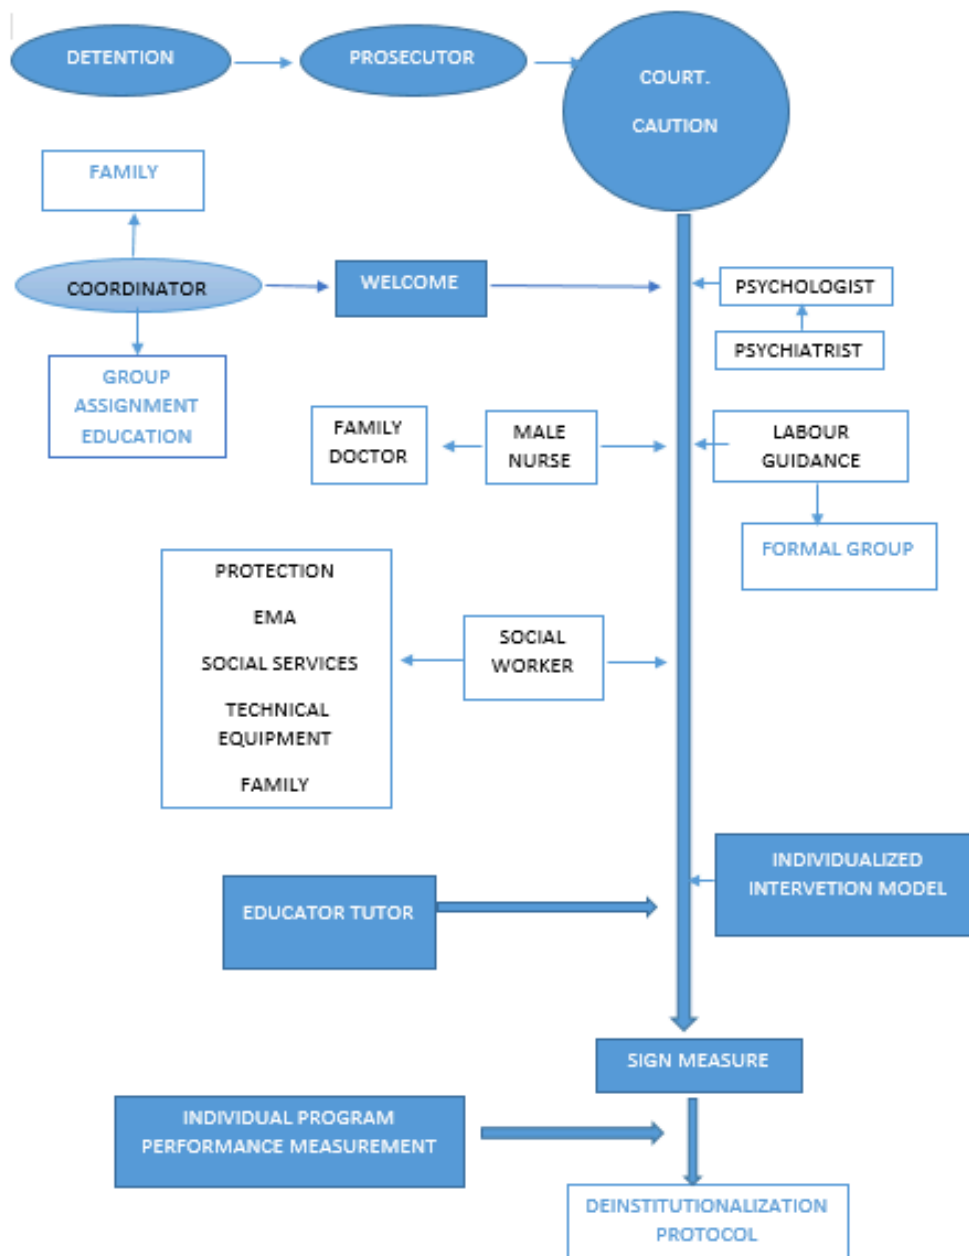 DETENTION
PROSECUTOR
COURT.
CAUTION
FAMILY
COORDINATOR
WELCOME
PSYCHOLOGIST
PSYCHIATRIST
GROUP
ASSIGNMENT
EDUCATION
FAMILY
DOCTOR
MALE
NURSE
LABOUR
GUIDANCE
FORMAL GROUP
PROTECTION
EMA
SOCIAL SERVICES
TECHNICAL
EQUIPMENT
FAMILY
SOCIAL
WORKER
INDIVIDUALIZED
INTERVETION MODEL
EDUCATOR TUTOR
SIGN MEASURE
INDIVIDUAL PROGRAM
PERFORMANCE MEASUREMENT
DEINSTITUTIONALIZATION
PROTOCOL